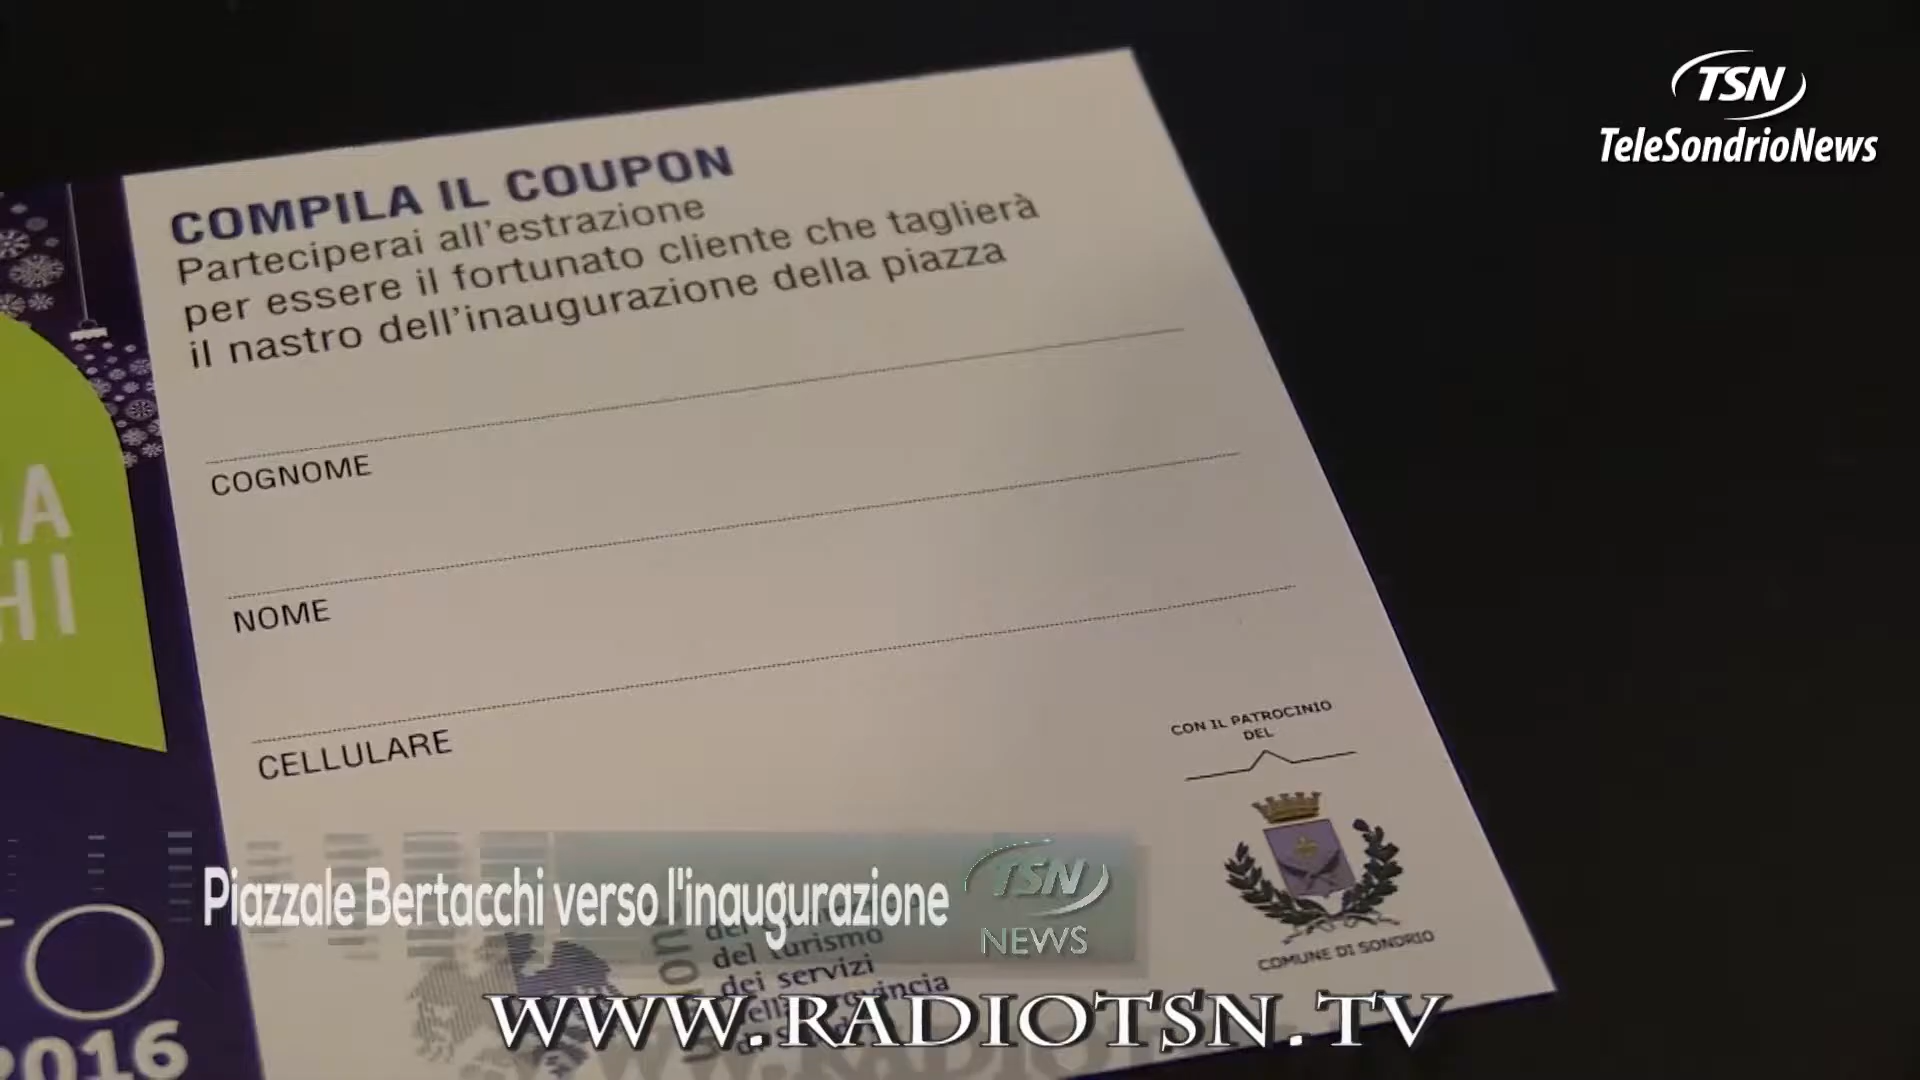 TSN
TeleSondrioNews
COMPILA IL COUPON
Parteciperai all'estrazione
per essere il fortunato cliente che taglierà
il nastro dell'inaugurazione della piazza
COGNOME
NOME
CELLULARE
CON IL PATROCINIO
DEL
COMUNE DI SONDRIO
A
HI
2016
Piazzale Bertacchi verso l'inaugurazione
TSN
NEWS
del turismo
dei servizi
WWW.RADIOTSN.TV